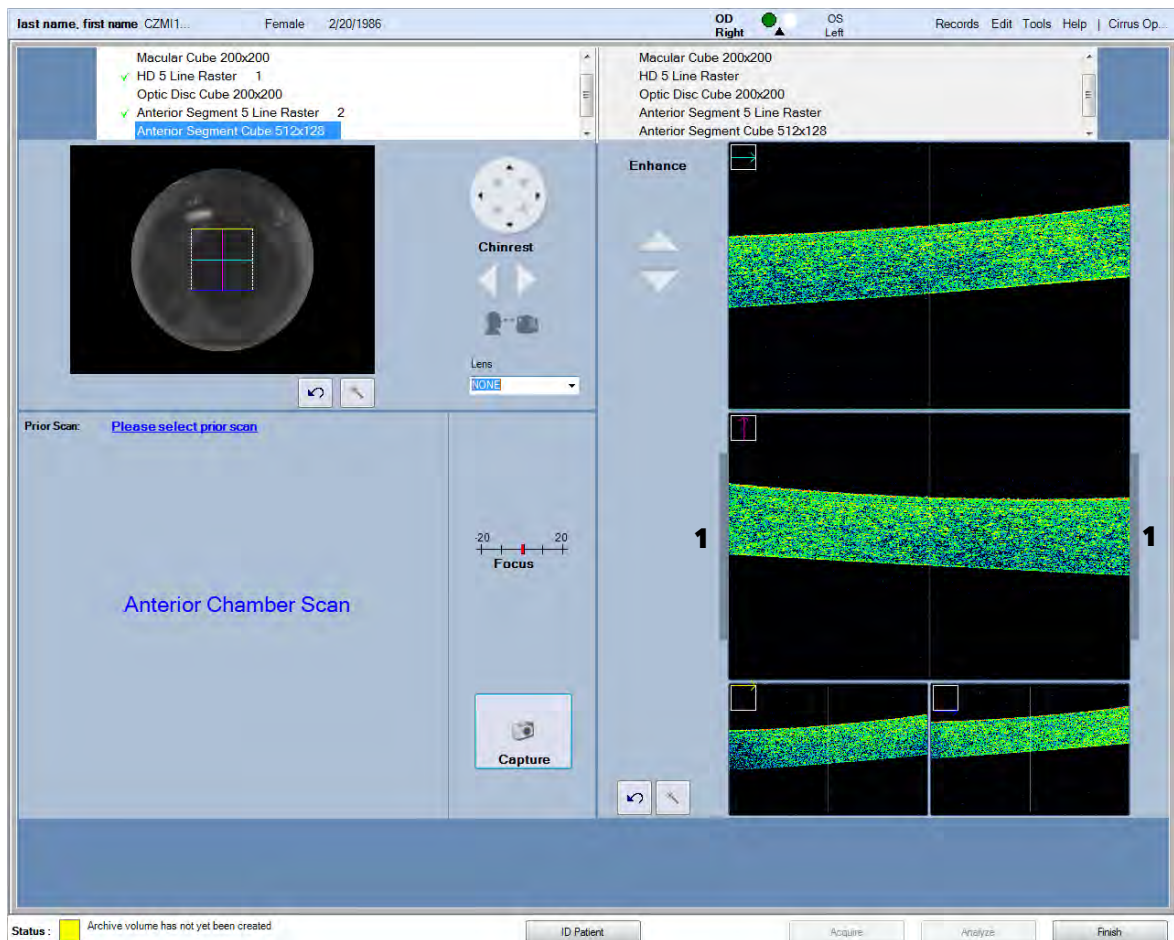 last name, first name CZMI1... Female 2/20/1986 OD Right OS Left Records Edit Tools Help | Cirrus Op...
Macular Cube 200x200
HD 5 Line Raster 1
Optic Disc Cube 200x200
Anterior Segment 5 Line Raster 2
Anterior Segment Cube 512x128
Macular Cube 200x200
HD 5 Line Raster
Optic Disc Cube 200x200
Anterior Segment 5 Line Raster
Anterior Segment Cube 512x128
Chinrest
Lens
NONE
Enhance
Prior Scan: Please select prior scan
Anterior Chamber Scan
-20 20
Focus
Capture
1 1
Status : Archive volume has not yet been created
ID Patient Acquire Analyze Finish